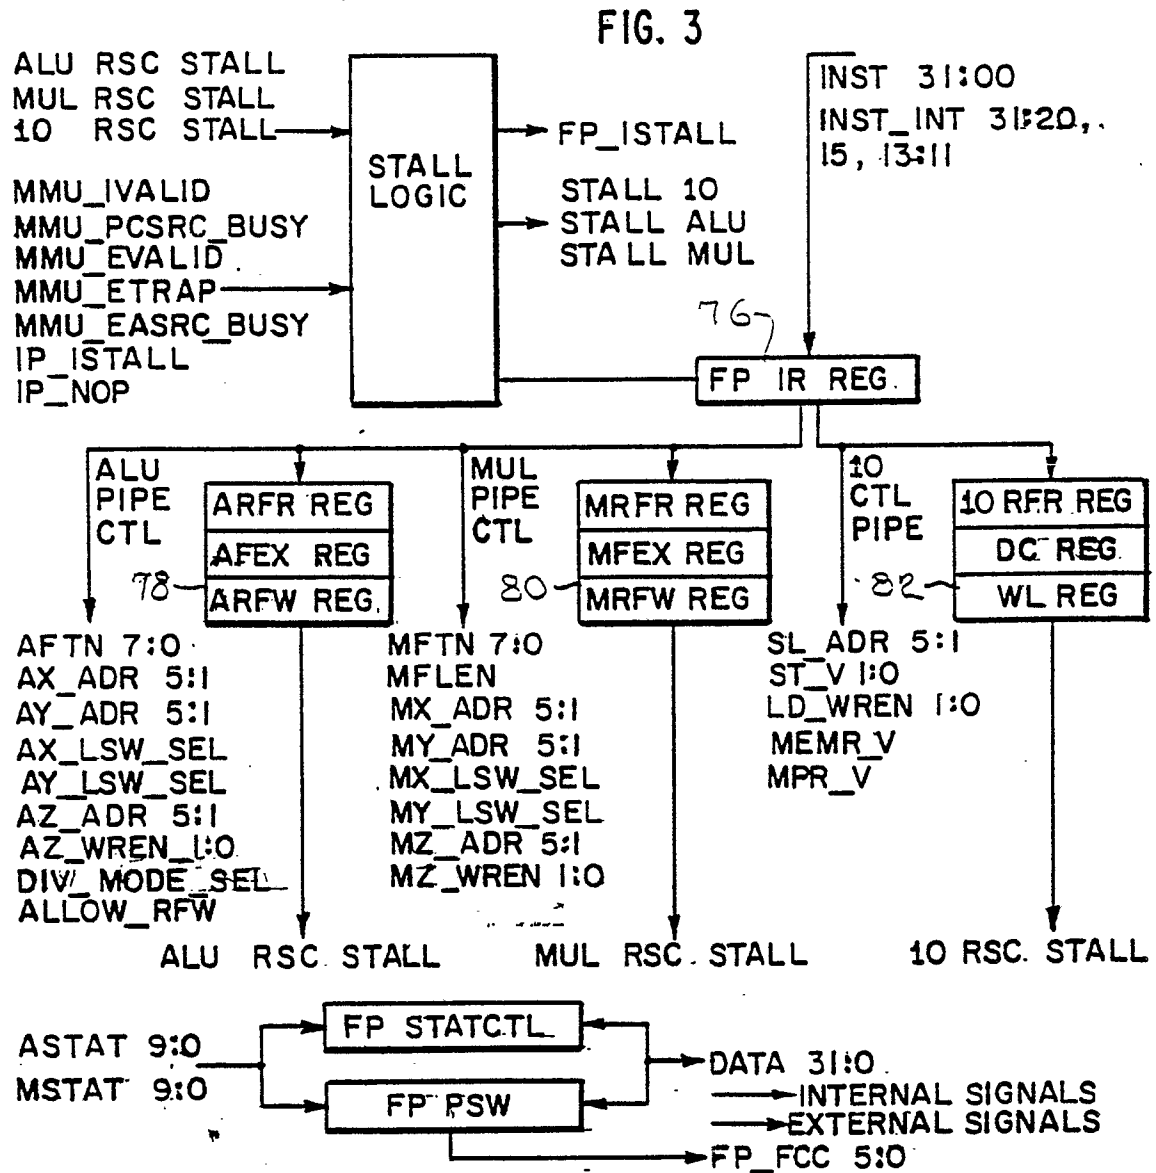 FIG. 3
ALU RSC STALL
MUL RSC STALL
10 RSC STALL
MMU_IVALID
MMU_PCSRC_BUSY
MMU_EVALID
MMU_ETRAP
MMU_EASRC_BUSY
IP_ISTALL
IP_NOP
STALL
LOGIC
FP_ISTALL
STALL 10
STALL ALU
STALL MUL
INST 31:00
INST_INT 31:20,
15, 13:11
76
FP IR REG.
ALU
PIPE
CTL
ARFR REG
AFEX REG
ARFW REG.
78
MUL
PIPE
CTL
MRFR REG
MFEX REG
MRFW REG
80
10
CTL
PIPE
10 RFR REG
DC REG
WL REG
82
AFTN 7:0
AX_ADR 5:1
AY_ADR 5:1
AX_LSW_SEL
AY_LSW_SEL
AZ_ADR 5:1
AZ_WREN_1:0
DIV_MODE_SEL
ALLOW_RFW
MFTN 7:0
MFLEN
MX_ADR 5:1
MY_ADR 5:1
MX_LSW_SEL
MY_LSW_SEL
MZ_ADR 5:1
MZ_WREN 1:0
SL_ADR 5:1
ST_V 1:0
LD_WREN 1:0
MEMR_V
MPR_V
ALU RSC. STALL
MUL RSC. STALL
10 RSC. STALL
ASTAT 9:0
MSTAT 9:0
FP STATCTL
FP PSW
DATA 31:0
INTERNAL SIGNALS
EXTERNAL SIGNALS
FP_FCC 5:0